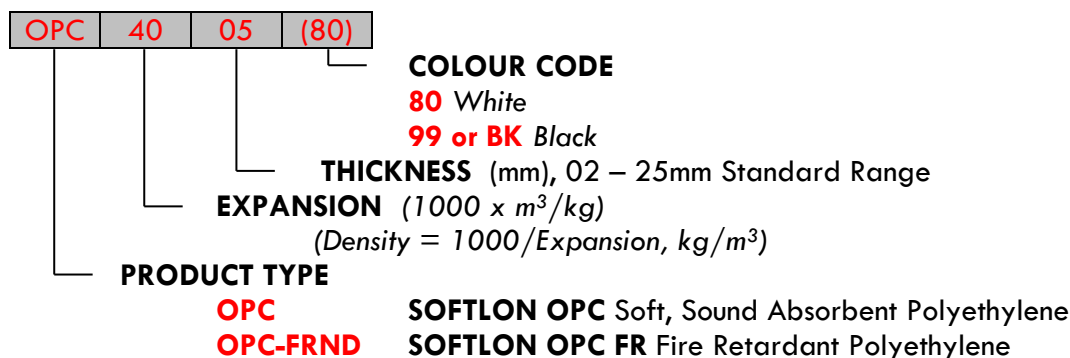 OPC 40 05 (80)
COLOUR CODE
80 White
99 or BK Black
THICKNESS (mm), 02 – 25mm Standard Range
EXPANSION (1000 x m³/kg)
(Density = 1000/Expansion, kg/m³)
PRODUCT TYPE
OPC SOFTLON OPC Soft, Sound Absorbent Polyethylene
OPC-FRND SOFTLON OPC FR Fire Retardant Polyethylene